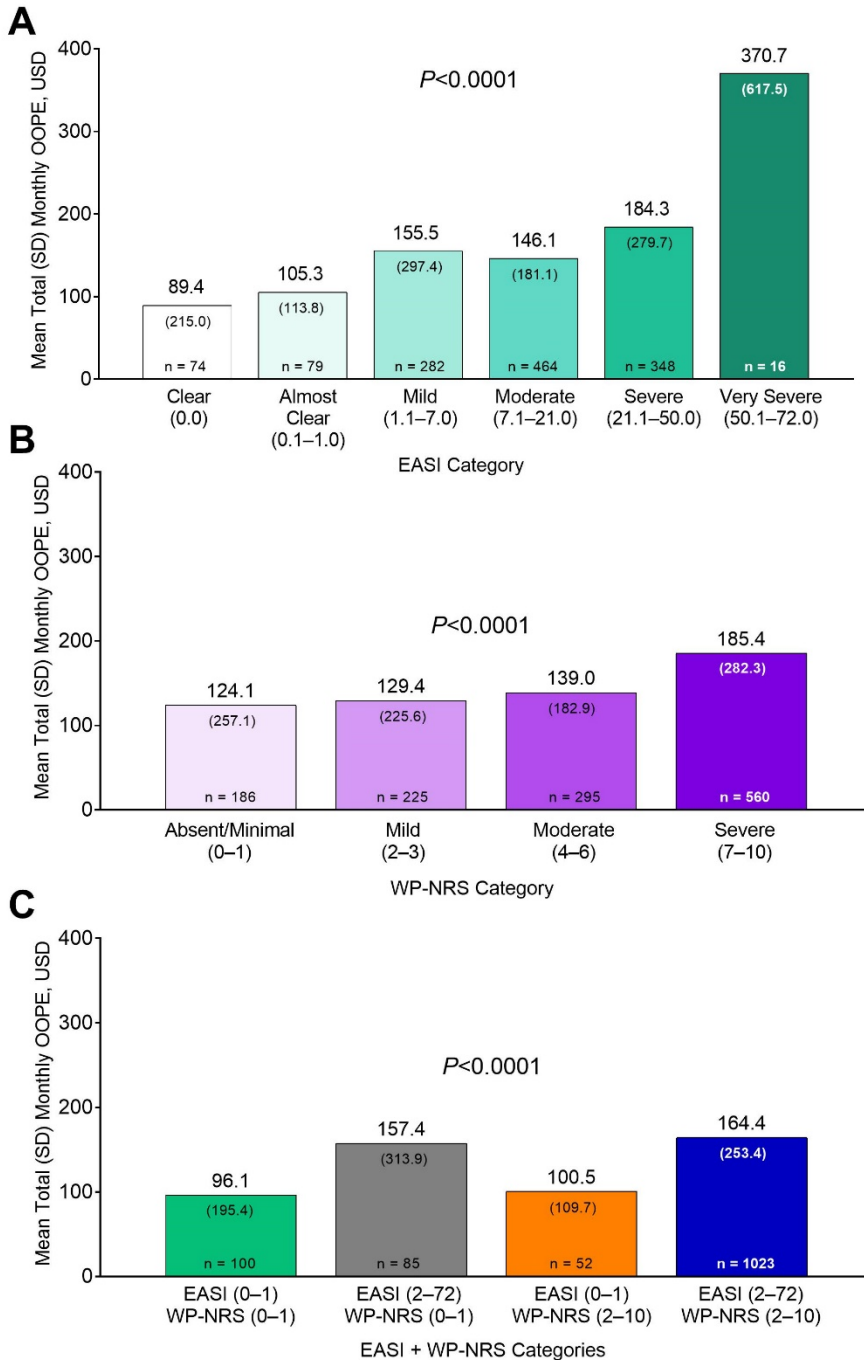 A
Mean Total (SD) Monthly OOPE, USD
400
300
200
100
0
P<0.0001
89.4
(215.0)
n = 74
105.3
(113.8)
n = 79
155.5
(297.4)
n = 282
146.1
(181.1)
n = 464
184.3
(279.7)
n = 348
370.7
(617.5)
n = 16
Clear
(0.0)
Almost
Clear
(0.1–1.0)
Mild
(1.1–7.0)
Moderate
(7.1–21.0)
Severe
(21.1–50.0)
Very Severe
(50.1–72.0)
EASI Category
B
Mean Total (SD) Monthly OOPE, USD
400
300
200
100
0
P<0.0001
124.1
(257.1)
n = 186
129.4
(225.6)
n = 225
139.0
(182.9)
n = 295
185.4
(282.3)
n = 560
Absent/Minimal
(0–1)
Mild
(2–3)
Moderate
(4–6)
Severe
(7–10)
WP-NRS Category
C
Mean Total (SD) Monthly OOPE, USD
400
300
200
100
0
P<0.0001
96.1
(195.4)
n = 100
157.4
(313.9)
n = 85
100.5
(109.7)
n = 52
164.4
(253.4)
n = 1023
EASI (0–1)
WP-NRS (0–1)
EASI (2–72)
WP-NRS (0–1)
EASI (0–1)
WP-NRS (2–10)
EASI (2–72)
WP-NRS (2–10)
EASI + WP-NRS Categories